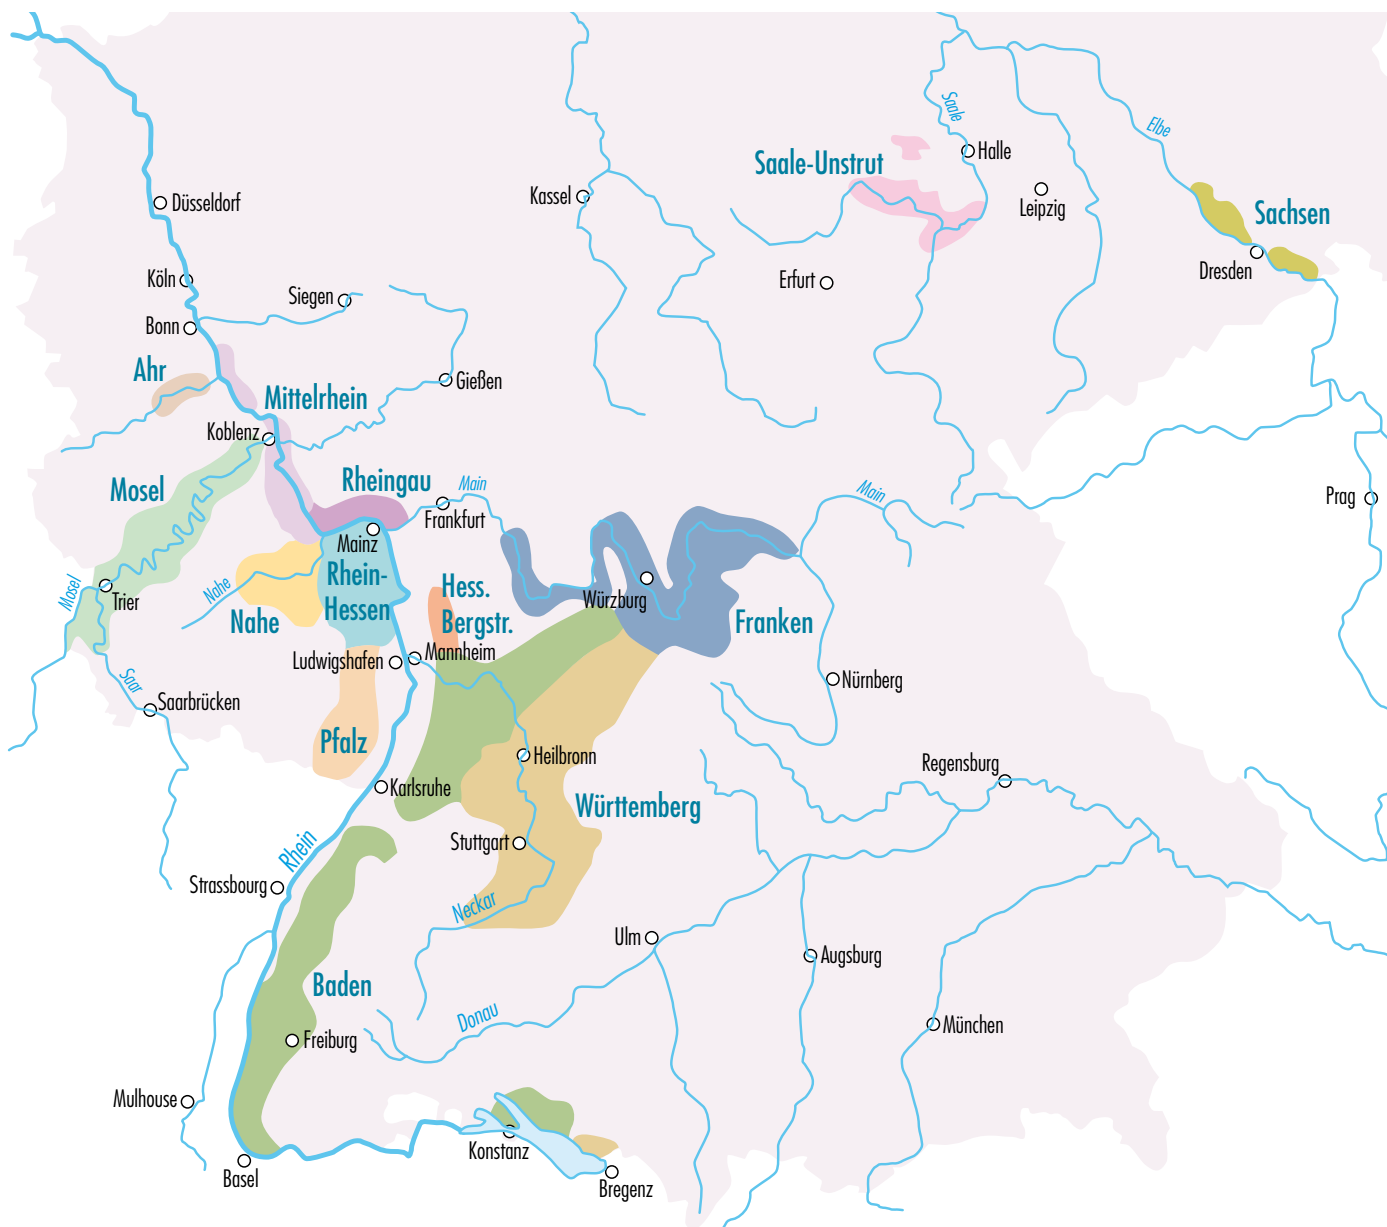 Saale
Elbe
Halle
Saale-Unstrut
Kassel
Leipzig
Düsseldorf
Sachsen
Dresden
Köln
Erfurt
Siegen
Bonn
Ahr
Gießen
Mittelrhein
Koblenz
Rheingau
Main
Mosel
Main
Prag
Frankfurt
Mainz
Rhein-
Hessen
Hess.
Bergstr.
Mosel
Trier
Nahe
Würzburg
Nahe
Franken
Mannheim
Ludwigshafen
Saar
Nürnberg
Saarbrücken
Pfalz
Heilbronn
Regensburg
Karlsruhe
Württemberg
Stuttgart
Rhein
Strassbourg
Neckar
Ulm
Augsburg
Baden
Donau
München
Freiburg
Mulhouse
Konstanz
Basel
Bregenz